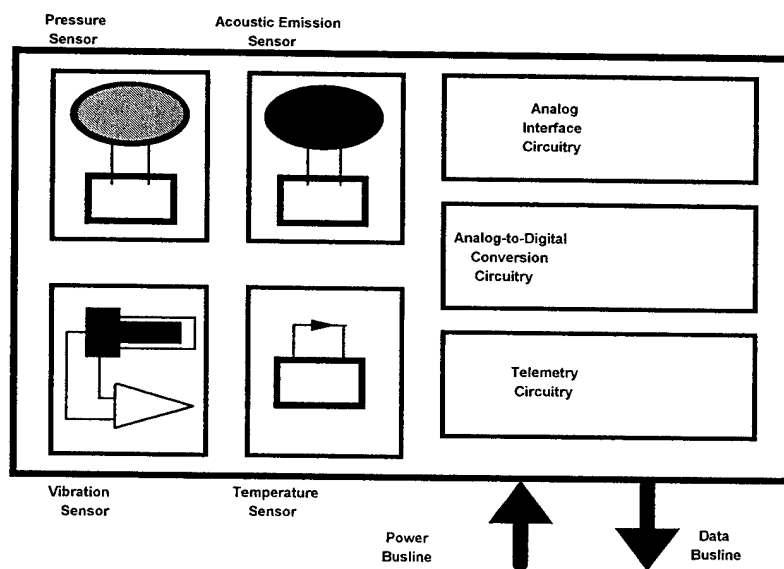 Pressure
Sensor
Acoustic Emission
Sensor
Analog
Interface
Circuitry
Analog-to-Digital
Conversion
Circuitry
Telemetry
Circuitry
Vibration
Sensor
Temperature
Sensor
Power
Busline
Data
Busline